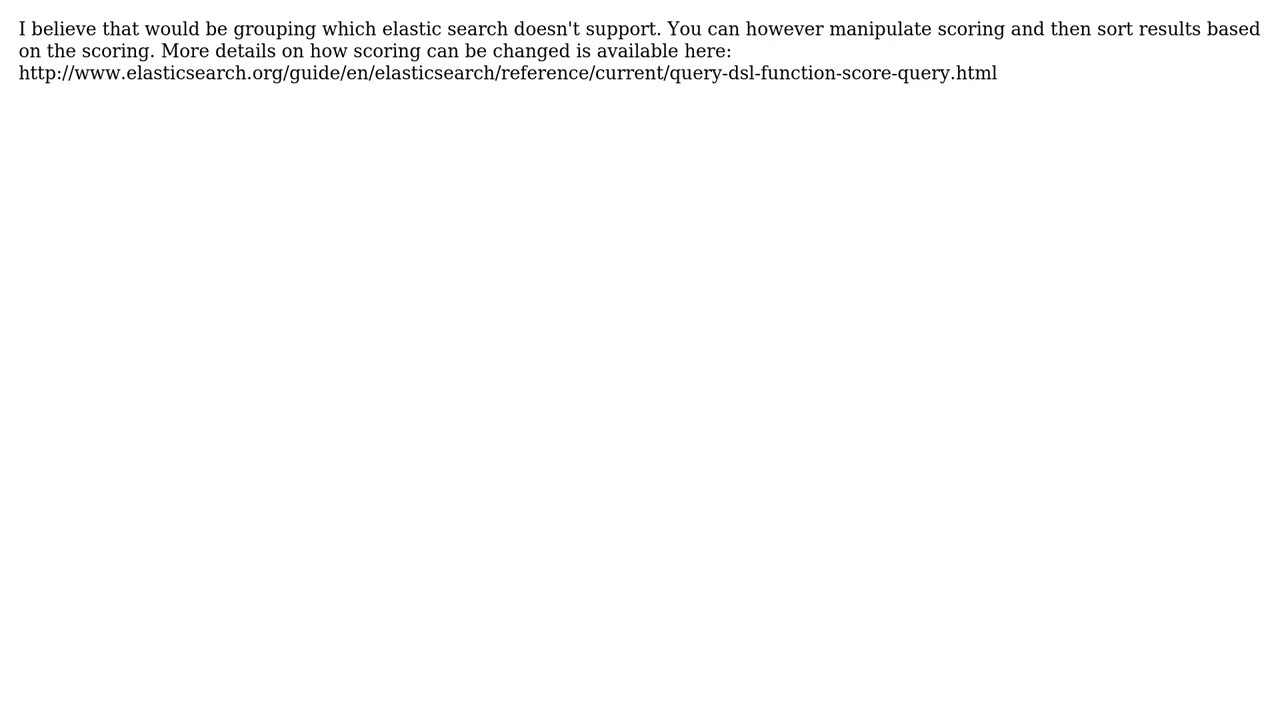 I believe that would be grouping which elastic search doesn't support. You can however manipulate scoring and then sort results based
on the scoring. More details on how scoring can be changed is available here:
http://www.elasticsearch.org/guide/en/elasticsearch/reference/current/query-dsl-function-score-query.html